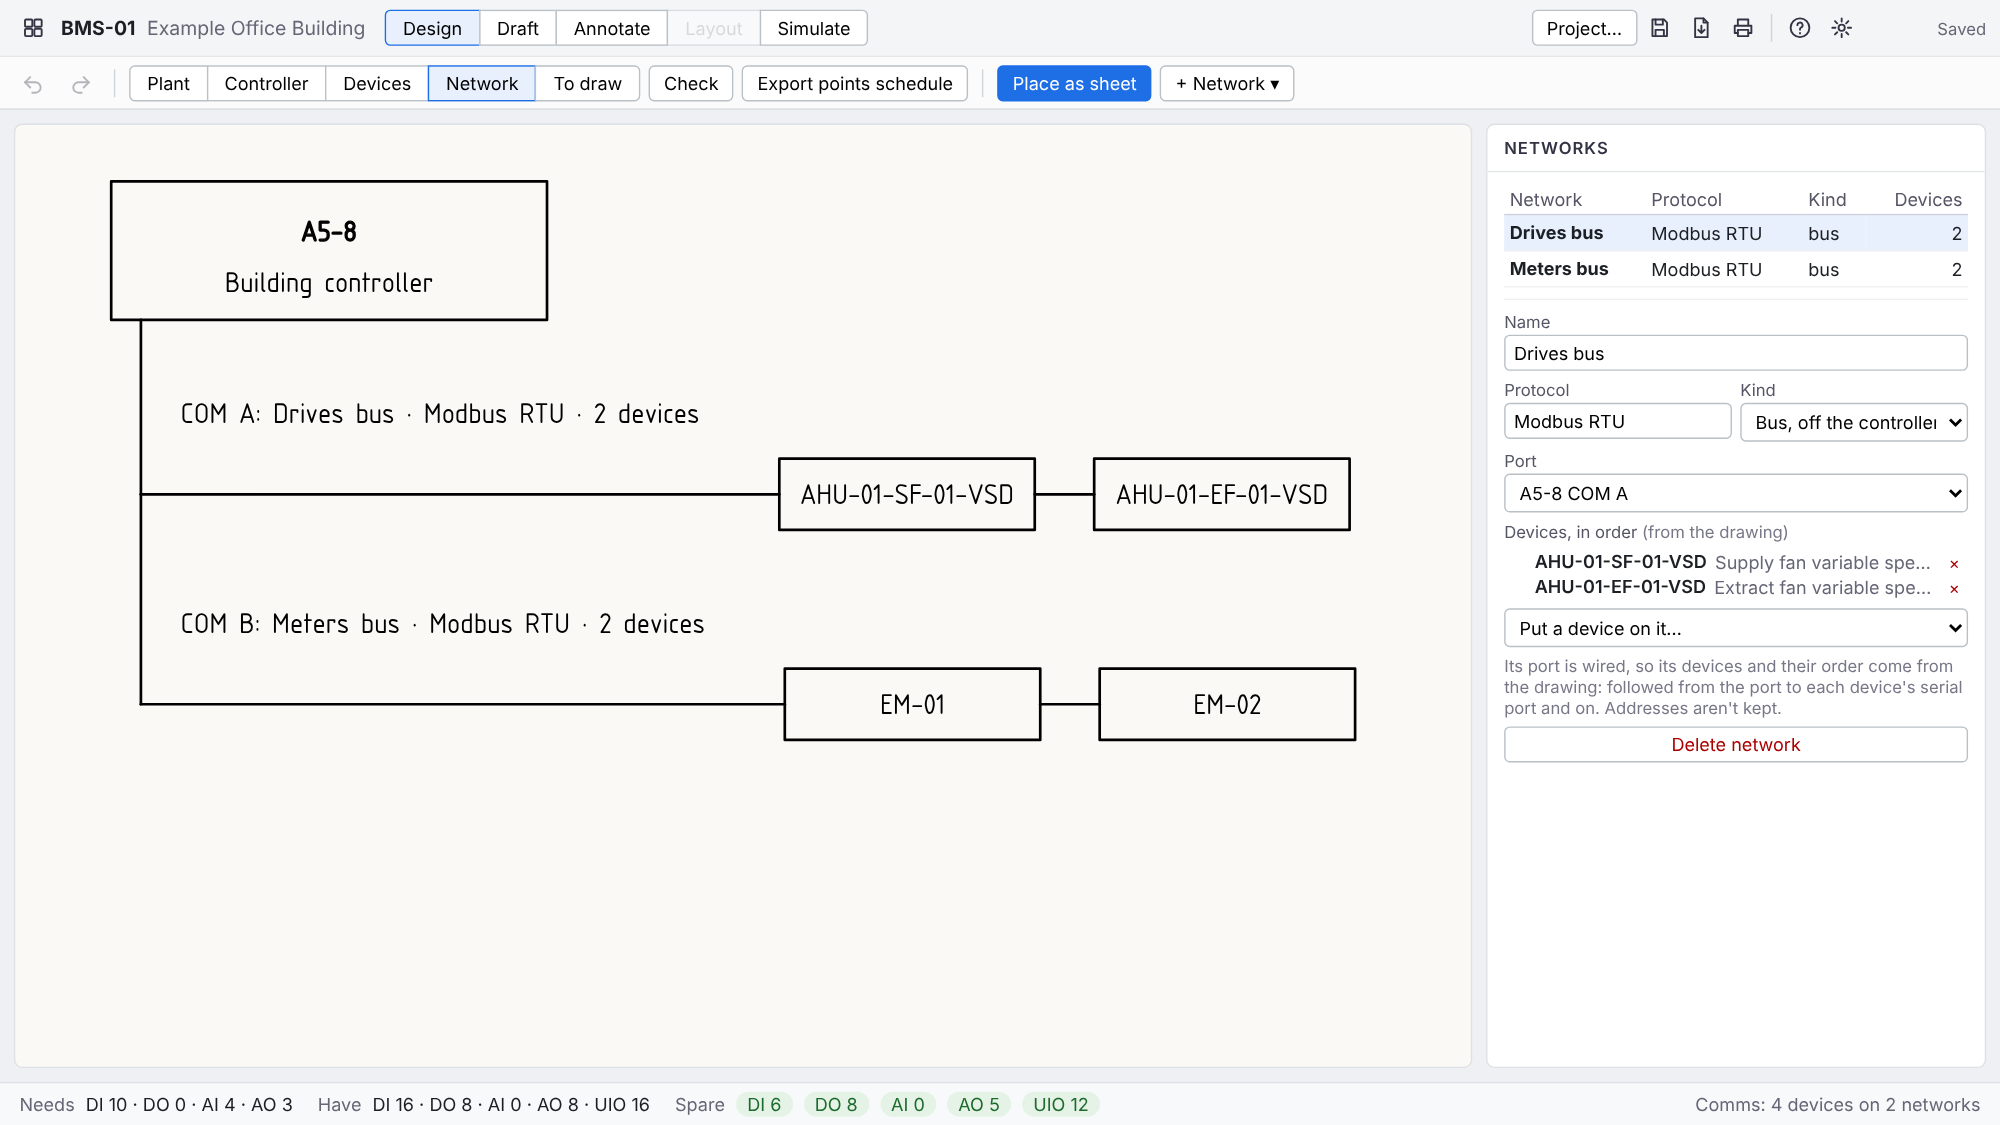 BMS-01 Example Office Building Design Draft Annotate Layout Simulate Project... Saved
Plant Controller Devices Network To draw Check Export points schedule Place as sheet + Network ▾
A5-8
Building controller
COM A: Drives bus · Modbus RTU · 2 devices
AHU-01-SF-01-VSD AHU-01-EF-01-VSD
COM B: Meters bus · Modbus RTU · 2 devices
EM-01 EM-02
NETWORKS
Network Protocol Kind Devices
Drives bus Modbus RTU bus 2
Meters bus Modbus RTU bus 2
Name
Drives bus
Protocol Kind
Modbus RTU Bus, off the controller
Port
A5-8 COM A
Devices, in order (from the drawing)
AHU-01-SF-01-VSD Supply fan variable spe... ×
AHU-01-EF-01-VSD Extract fan variable spe... ×
Put a device on it...
Its port is wired, so its devices and their order come from
the drawing: followed from the port to each device's serial
port and on. Addresses aren't kept.
Delete network
Needs DI 10 · DO 0 · AI 4 · AO 3 Have DI 16 · DO 8 · AI 0 · AO 8 · UIO 16 Spare DI 6 DO 8 AI 0 AO 5 UIO 12 Comms: 4 devices on 2 networks